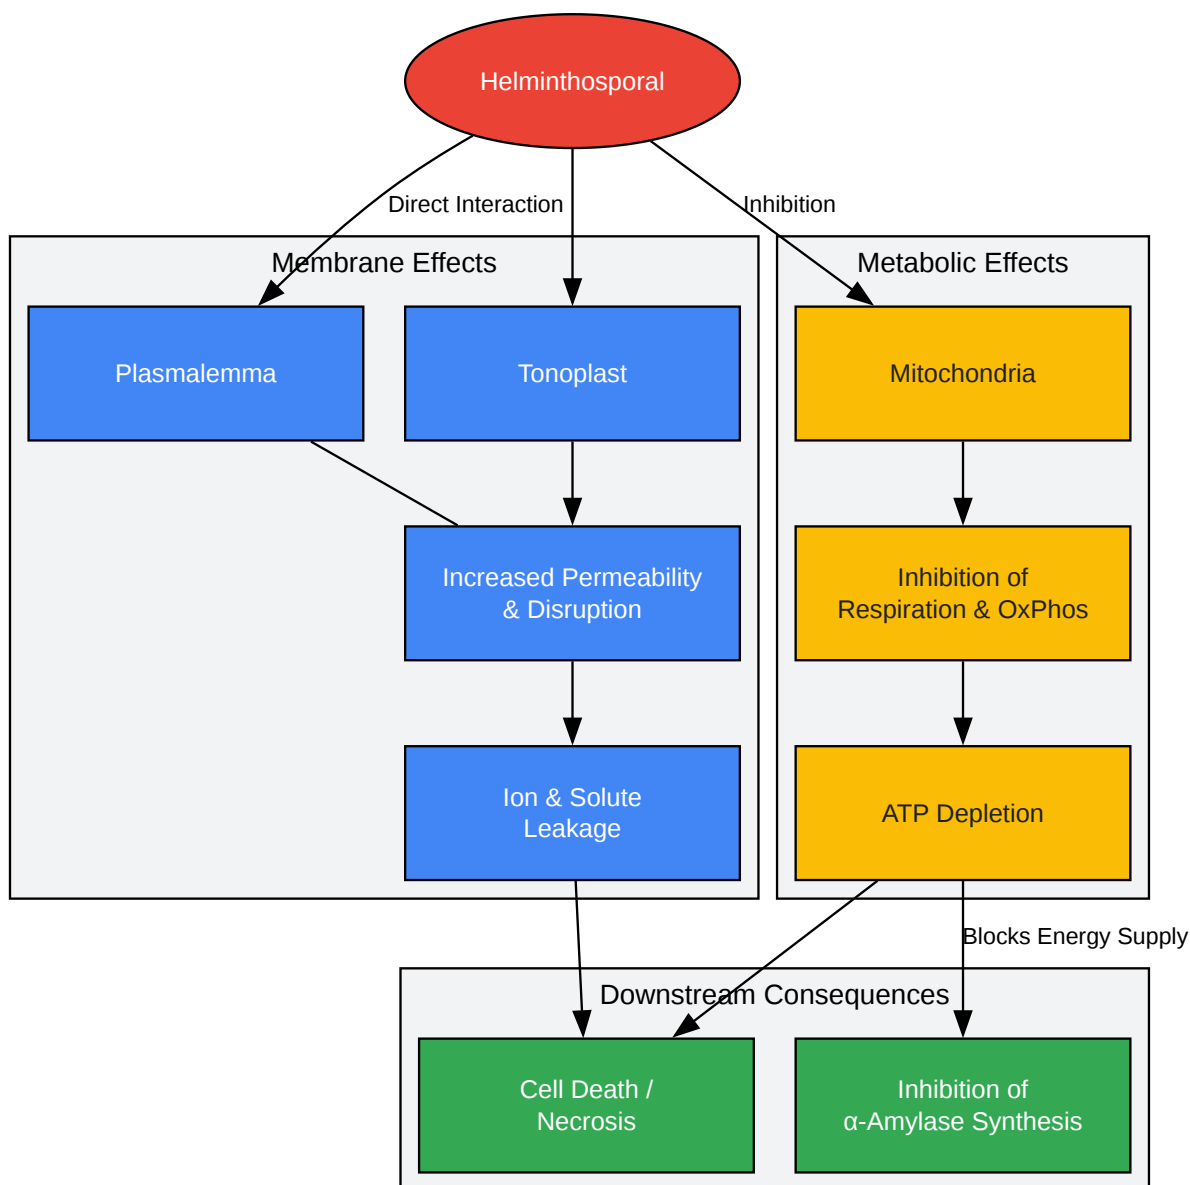 Helminthosporal
Direct Interaction
Inhibition
Membrane Effects
Metabolic Effects
Plasmalemma
Tonoplast
Mitochondria
Increased Permeability
& Disruption
Inhibition of
Respiration & OxPhos
Ion & Solute
Leakage
ATP Depletion
Blocks Energy Supply
Downstream Consequences
Cell Death /
Necrosis
Inhibition of
α-Amylase Synthesis